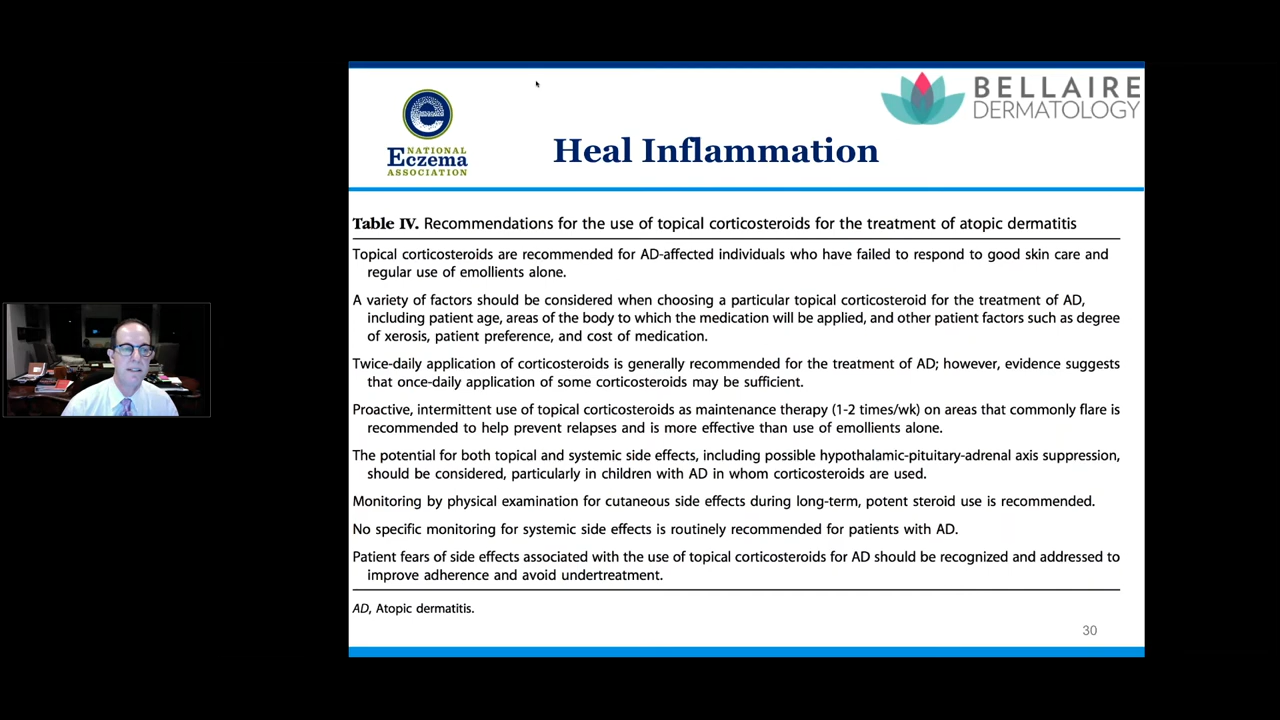 BELLAIRE
DERMATOLOGY
e
NATIONAL
Eczema
ASSOCIATION
Heal Inflammation
Table IV. Recommendations for the use of topical corticosteroids for the treatment of atopic dermatitis
Topical corticosteroids are recommended for AD-affected individuals who have failed to respond to good skin care and
regular use of emollients alone.
A variety of factors should be considered when choosing a particular topical corticosteroid for the treatment of AD,
including patient age, areas of the body to which the medication will be applied, and other patient factors such as degree
of xerosis, patient preference, and cost of medication.
Twice-daily application of corticosteroids is generally recommended for the treatment of AD; however, evidence suggests
that once-daily application of some corticosteroids may be sufficient.
Proactive, intermittent use of topical corticosteroids as maintenance therapy (1-2 times/wk) on areas that commonly flare is
recommended to help prevent relapses and is more effective than use of emollients alone.
The potential for both topical and systemic side effects, including possible hypothalamic-pituitary-adrenal axis suppression,
should be considered, particularly in children with AD in whom corticosteroids are used.
Monitoring by physical examination for cutaneous side effects during long-term, potent steroid use is recommended.
No specific monitoring for systemic side effects is routinely recommended for patients with AD.
Patient fears of side effects associated with the use of topical corticosteroids for AD should be recognized and addressed to
improve adherence and avoid undertreatment.
AD, Atopic dermatitis.
30